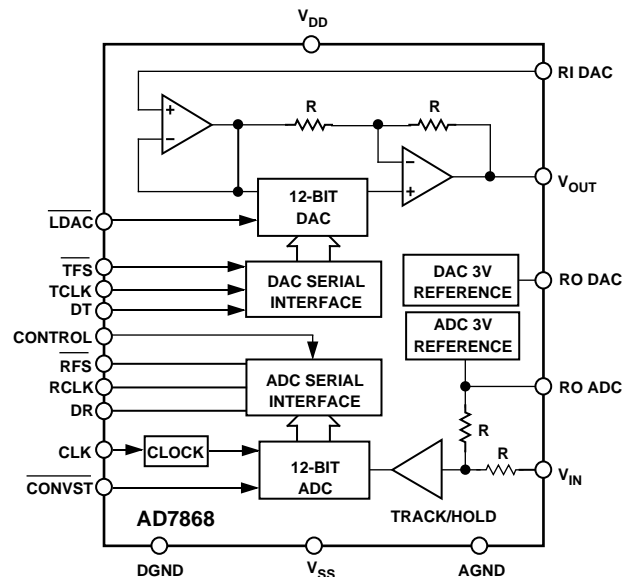 VDD
RI DAC
R
R
+
–
–
+
VOUT
12-BIT
DAC
LDAC
TFS
TCLK
DT
DAC SERIAL
INTERFACE
DAC 3V
REFERENCE
RO DAC
CONTROL
ADC 3V
REFERENCE
RFS
RCLK
DR
ADC SERIAL
INTERFACE
RO ADC
R
CLK
CLOCK
12-BIT
ADC
R
VIN
CONVST
AD7868
TRACK/HOLD
DGND
VSS
AGND